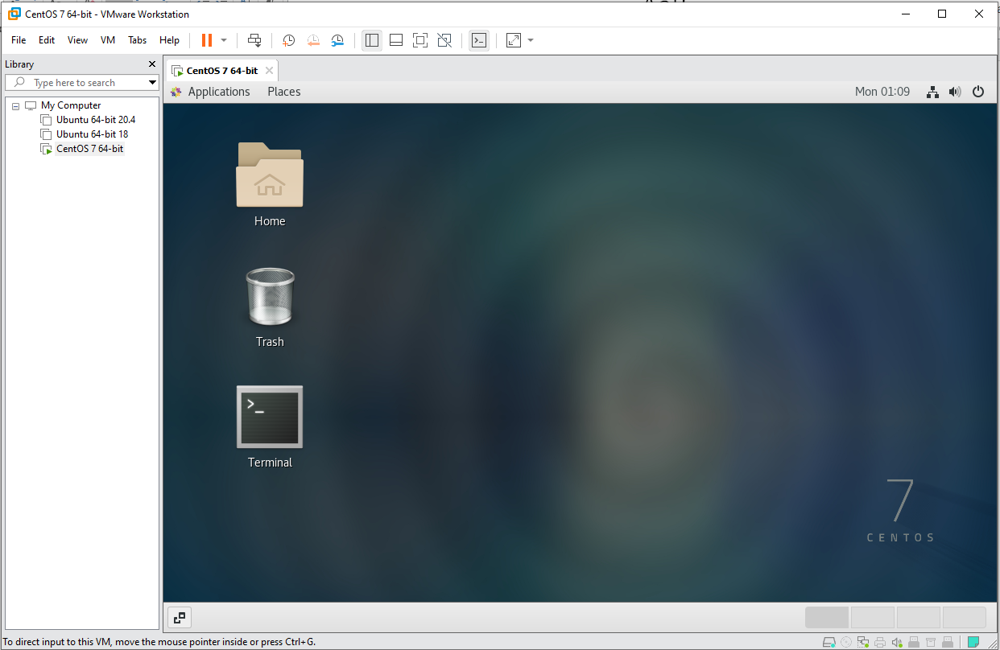 CentOS 7 64-bit - VMware Workstation
File Edit View VM Tabs Help
Library
Type here to search
My Computer
Ubuntu 64-bit 20.4
Ubuntu 64-bit 18
CentOS 7 64-bit
CentOS 7 64-bit
Applications Places Mon 01:09
Home
Trash
Terminal
7
CENTOS
To direct input to this VM, move the mouse pointer inside or press Ctrl+G.